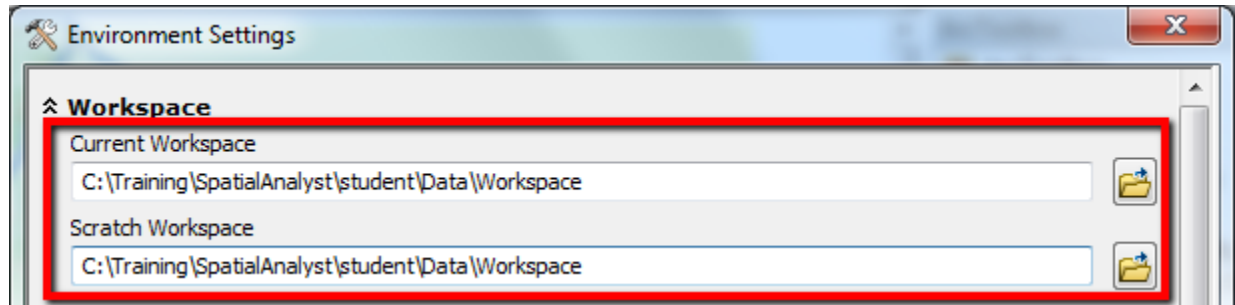 Environment Settings
Workspace
Current Workspace
C:\Training\SpatialAnalyst\student\Data\Workspace
Scratch Workspace
C:\Training\SpatialAnalyst\student\Data\Workspace